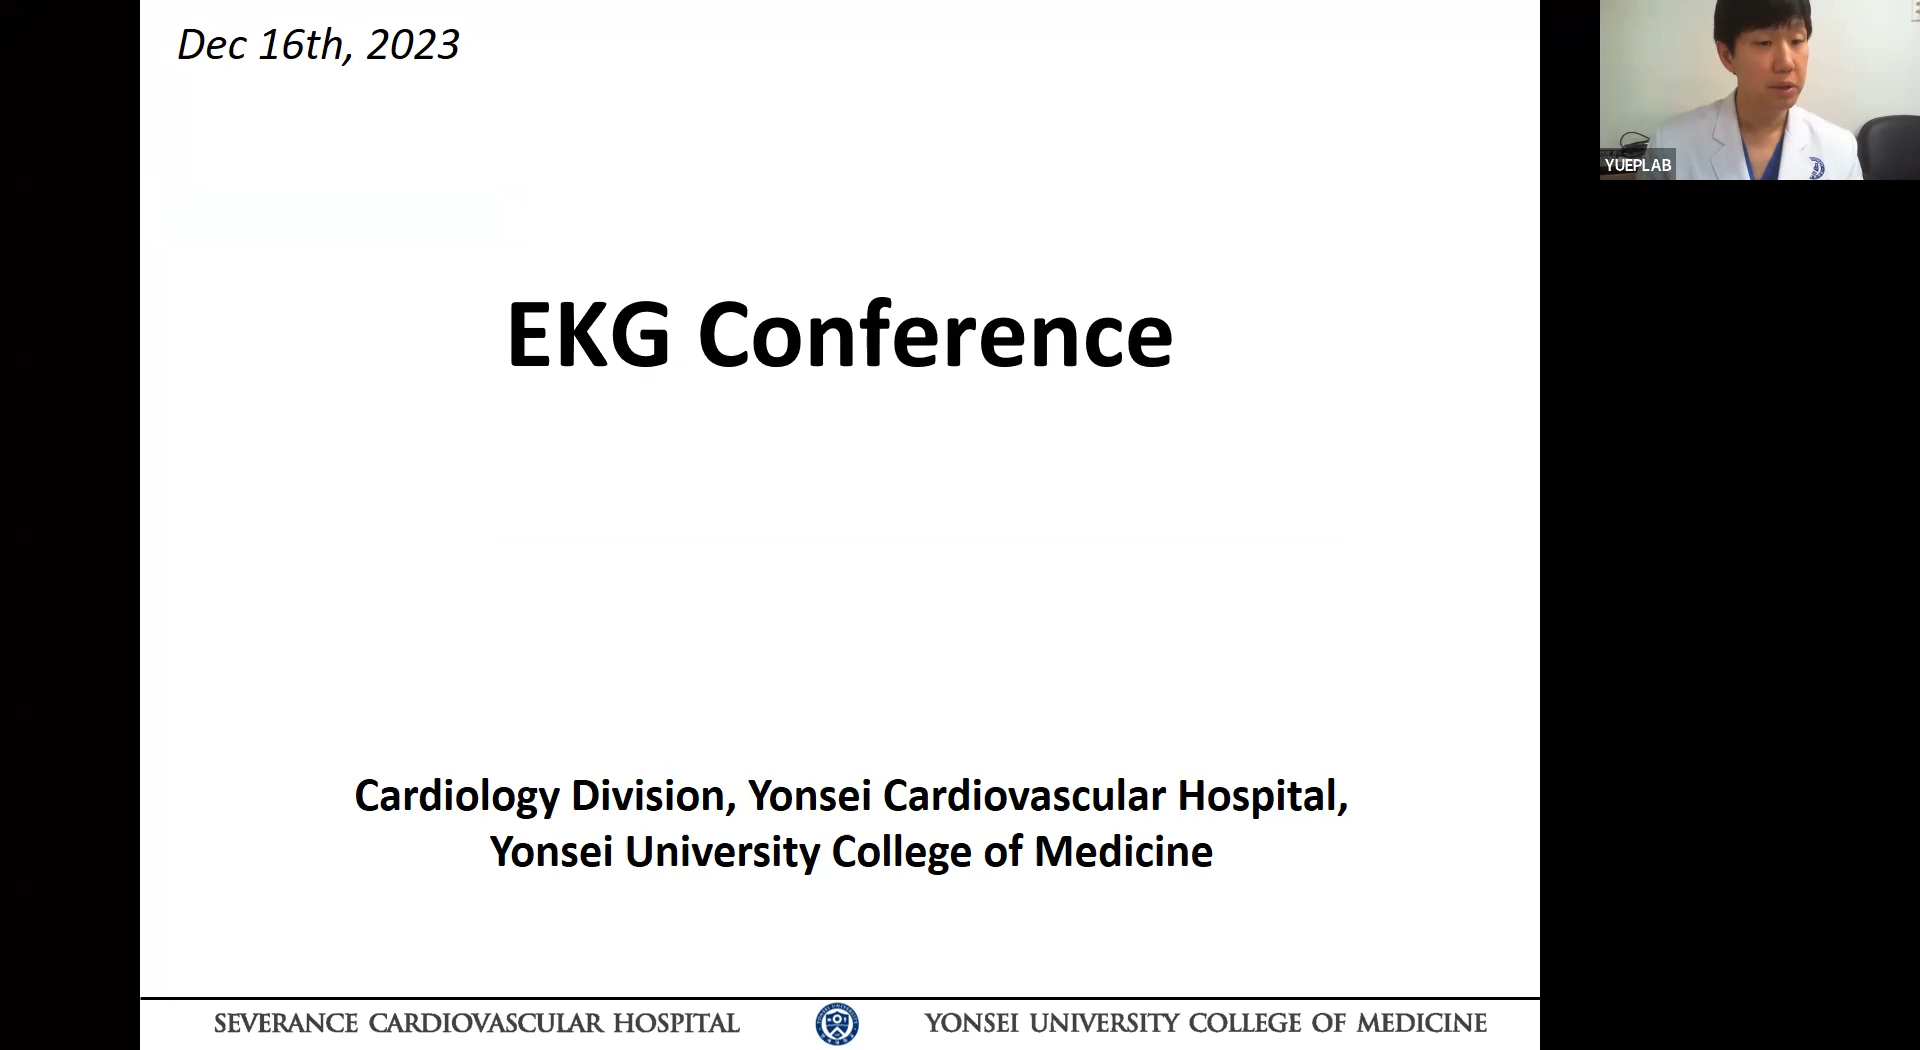 Dec 16th, 2023
YUEPLAB
EKG Conference
Cardiology Division, Yonsei Cardiovascular Hospital,
Yonsei University College of Medicine
SEVERANCE CARDIOVASCULAR HOSPITAL
YONSEI UNIVERSITY COLLEGE OF MEDICINE